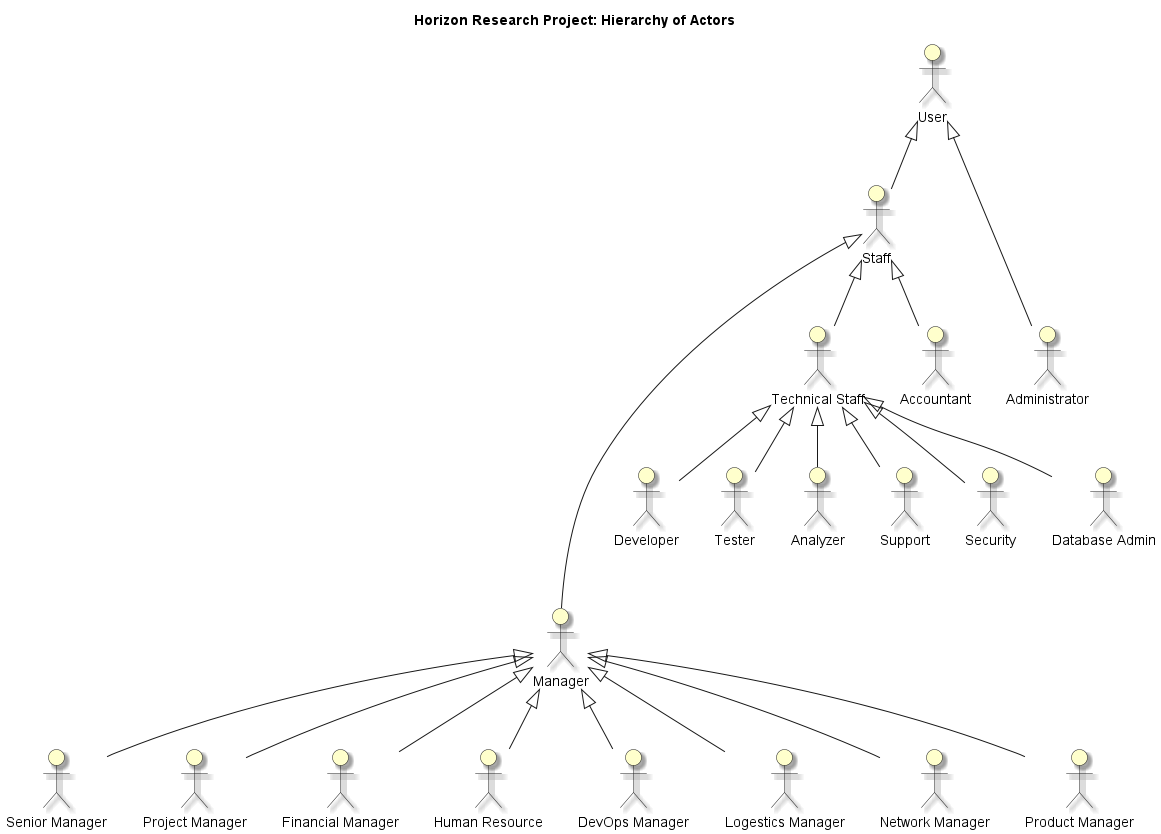 Horizon Research Project: Hierarchy of Actors
User
Staff
Technical Staff
Accountant
Administrator
Developer
Tester
Analyzer
Support
Security
Database Admin
Manager
Senior Manager
Project Manager
Financial Manager
Human Resource
DevOps Manager
Logestics Manager
Network Manager
Product Manager